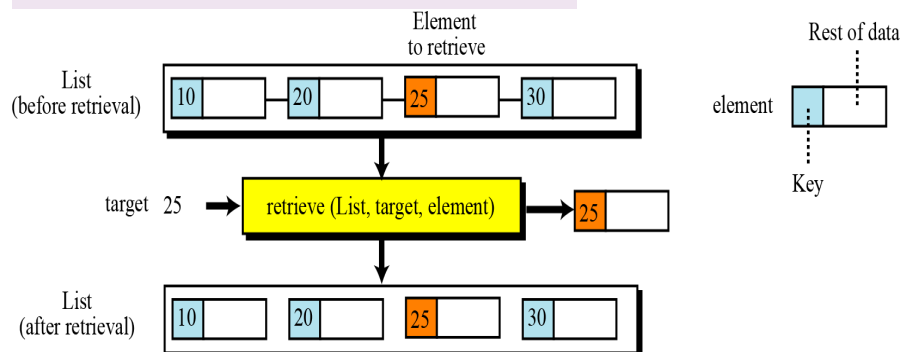 Element
to retrieve
Rest of data
List
(before retrieval)
10
20
25
30
element
Key
target 25
retrieve (List, target, element)
25
List
(after retrieval)
10
20
25
30